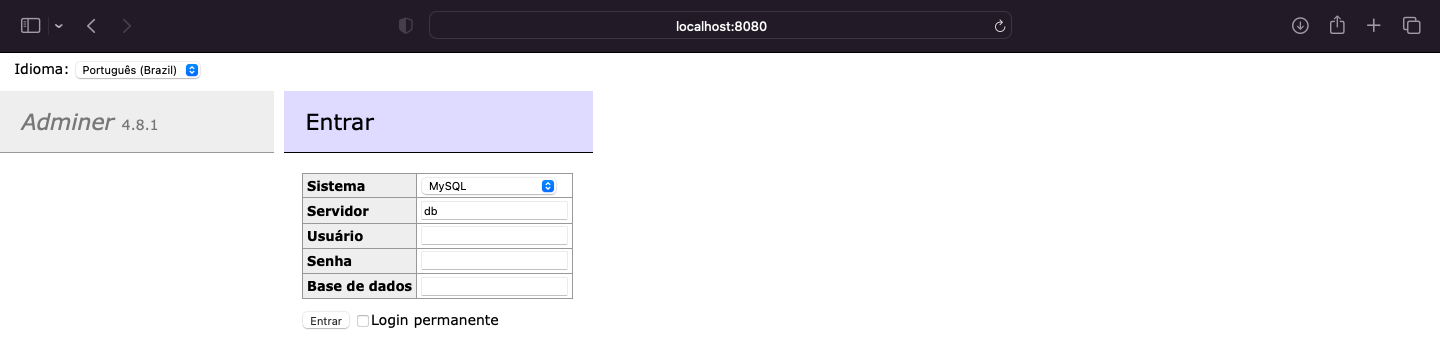 localhost:8080
Idioma: Português (Brazil)
Adminer 4.8.1
Entrar
Sistema MySQL
Servidor db
Usuário
Senha
Base de dados
Entrar Login permanente